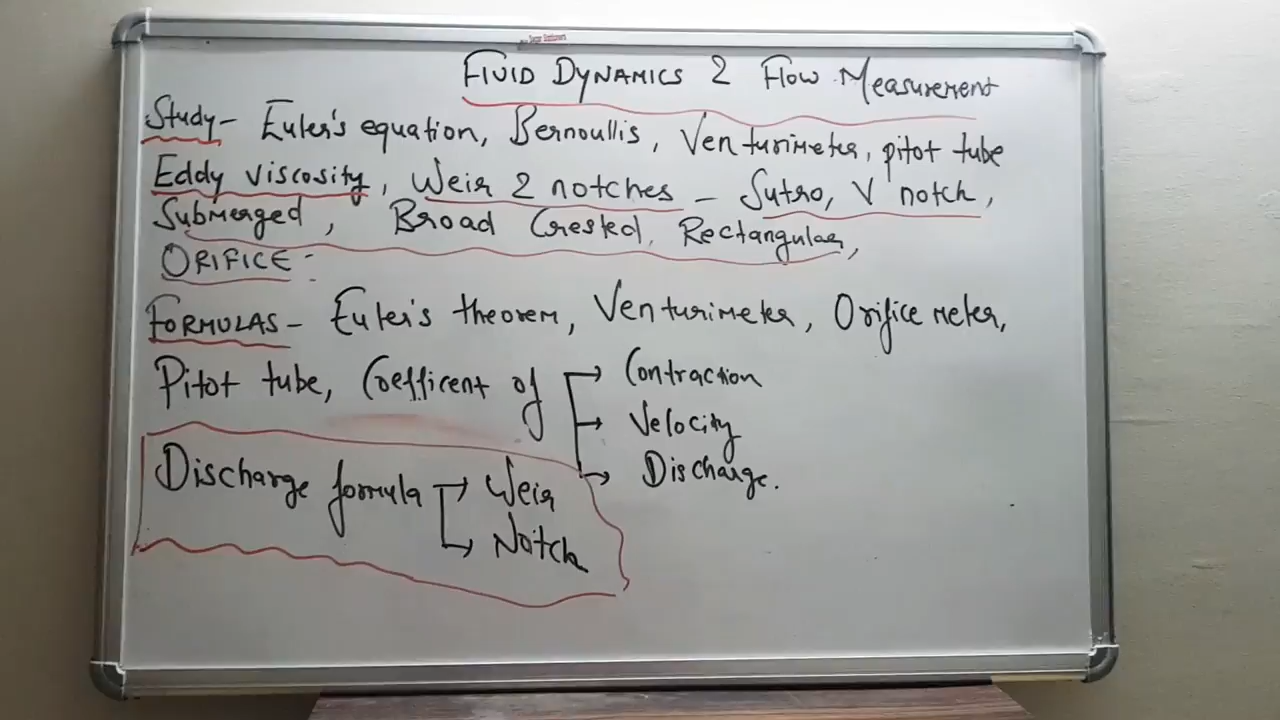 FLUID DYNAMICS 2 FLOW MEASUREMENT
Study- Euler's equation, Bernoullis, Venturimeter, pitot tube
Eddy viscosity, Weir 2 notches - Sutro, V notch,
Submerged, Broad Crested, Rectangular,
ORIFICE:
FORMULAS - Euler's theorem, Venturimeter, Orifice meter,
Pitot tube, Coefficent of → Contraction
→ Velocity
→ Discharge.
Discharge formula → Weir
→ Notch